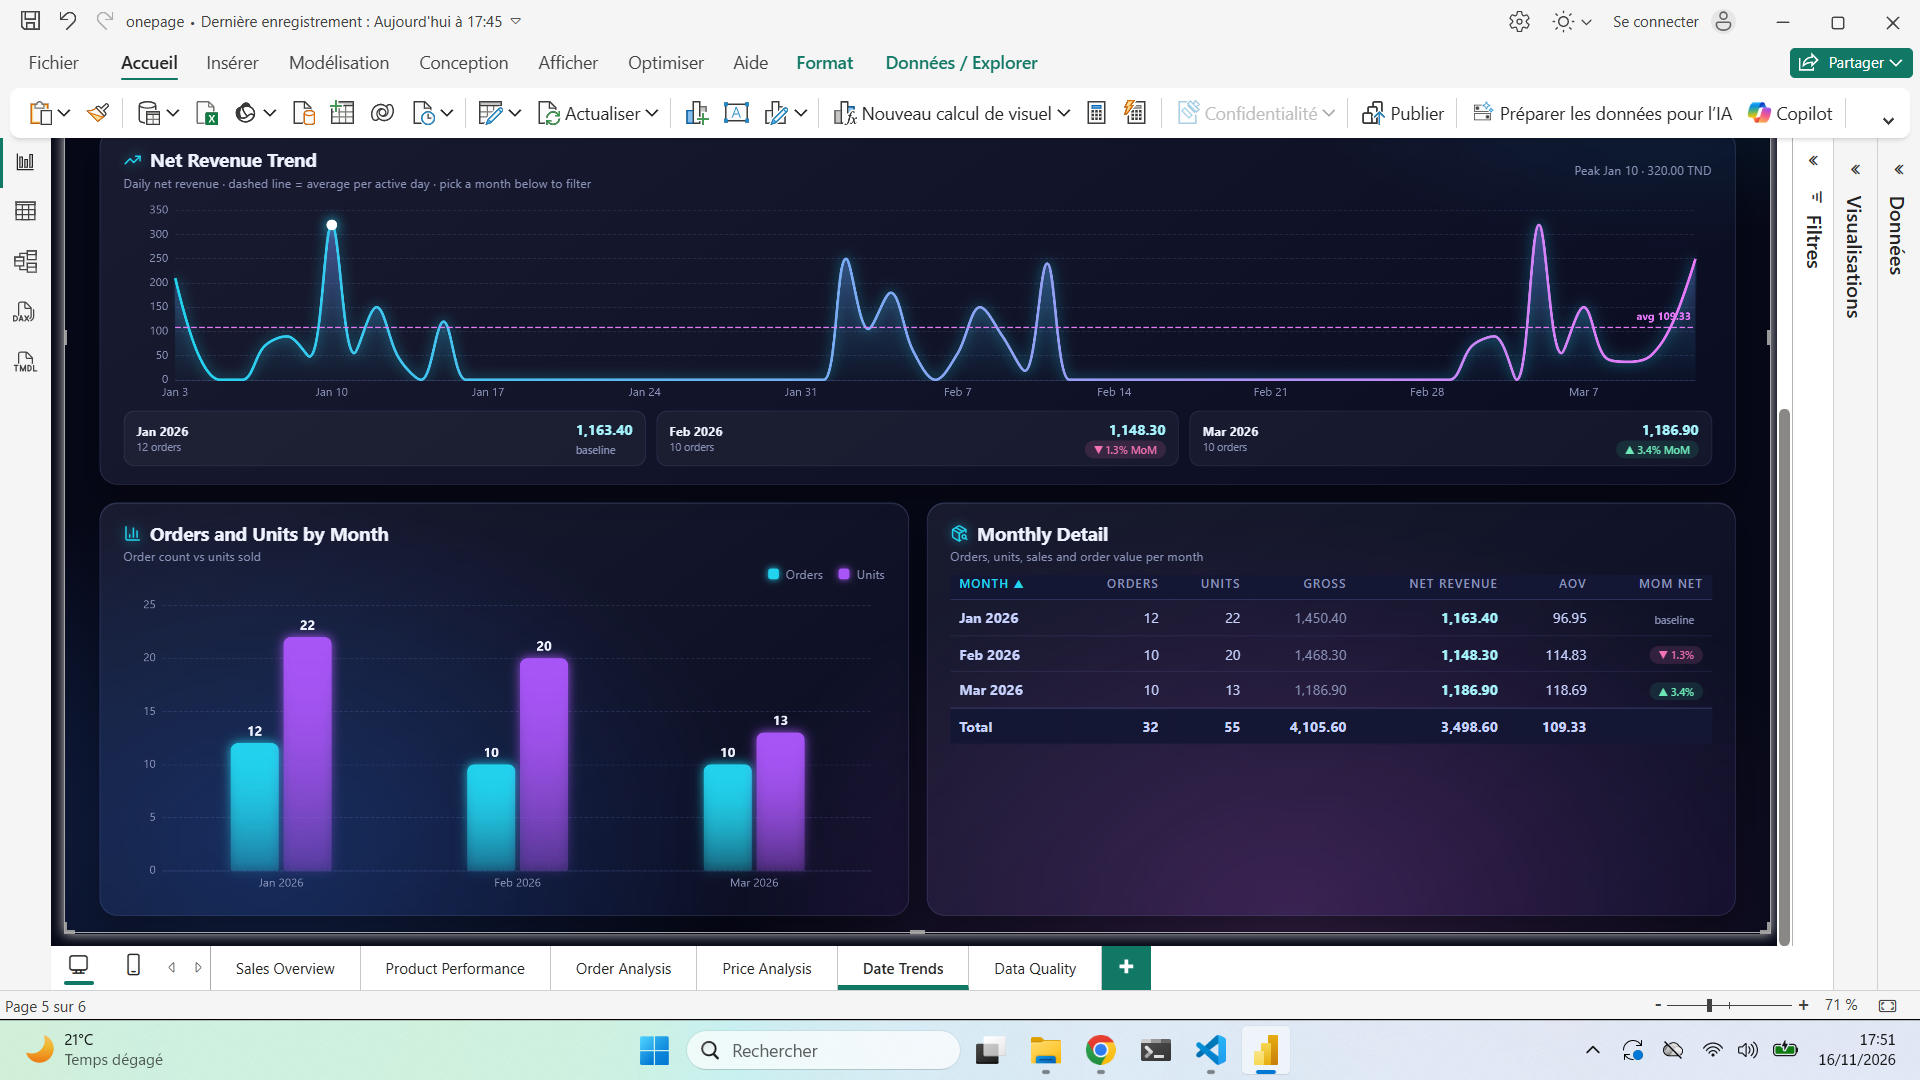 onepage • Dernière enregistrement : Aujourd'hui à 17:45
Se connecter
Fichier
Accueil
Insérer
Modélisation
Conception
Afficher
Optimiser
Aide
Format
Données / Explorer
Partager
Actualiser
Nouveau calcul de visuel
Confidentialité
Publier
Préparer les données pour l'IA
Copilot
DAX
TMDL
Filtres
Visualisations
Données
Net Revenue Trend
Daily net revenue · dashed line = average per active day · pick a month below to filter
Peak Jan 10 · 320.00 TND
350
300
250
200
150
100
50
0
avg 109.33
Jan 3 Jan 10 Jan 17 Jan 24 Jan 31 Feb 7 Feb 14 Feb 21 Feb 28 Mar 7
Jan 2026 1,163.40
12 orders baseline
Feb 2026 1,148.30
10 orders ▼ 1.3% MoM
Mar 2026 1,186.90
10 orders ▲ 3.4% MoM
Orders and Units by Month
Order count vs units sold
Orders Units
25
20
15
10
5
0
12 22
10 20
10 13
Jan 2026 Feb 2026 Mar 2026
Monthly Detail
Orders, units, sales and order value per month
MONTH ▲ ORDERS UNITS GROSS NET REVENUE AOV MOM NET
Jan 2026 12 22 1,450.40 1,163.40 96.95 baseline
Feb 2026 10 20 1,468.30 1,148.30 114.83 ▼ 1.3%
Mar 2026 10 13 1,186.90 1,186.90 118.69 ▲ 3.4%
Total 32 55 4,105.60 3,498.60 109.33
Sales Overview
Product Performance
Order Analysis
Price Analysis
Date Trends
Data Quality
+
Page 5 sur 6
- + 71 %
21°C
Temps dégagé
Rechercher
17:51
16/11/2026